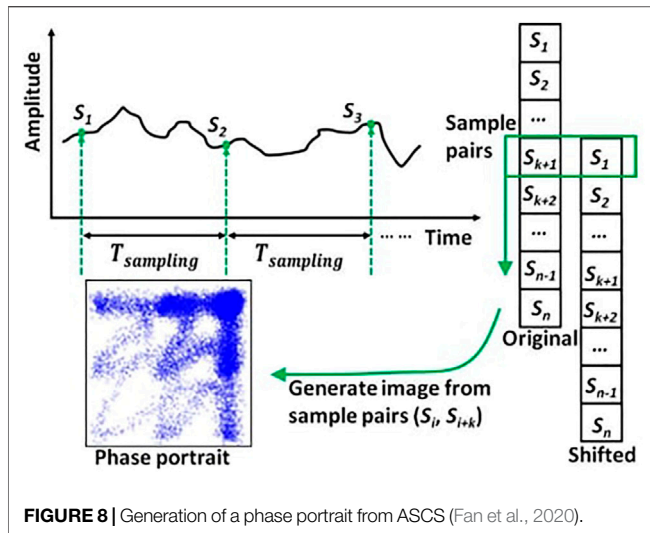 Amplitude
S1
S2
S3
Time
Tsampling
Tsampling
... ...
Phase portrait
Sample
pairs
S1
S2
...
Sk+1
Sk+2
...
Sn-1
Sn
Original
S1
S2
...
Sk+1
Sk+2
...
Sn-1
Sn
Shifted
Generate image from
sample pairs (Si, Si+k)
FIGURE 8 | Generation of a phase portrait from ASCS (Fan et al., 2020).